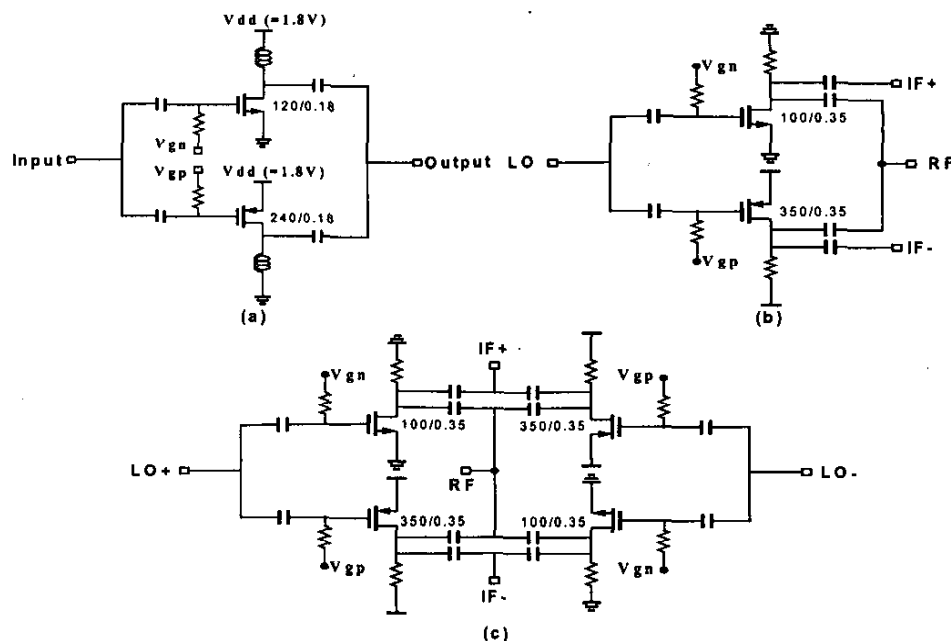 Vdd (=1.8V)
120/0.18
Vgn
Input
Vgp
Vdd (=1.8V)
Output
240/0.18
(a)
Vgn
IF+
100/0.35
LO
RF
350/0.35
IF-
Vgp
(b)
IF+
Vgn
Vgp
100/0.35
350/0.35
LO+
RF
LO-
350/0.35
100/0.35
Vgp
Vgn
IF-
(c)